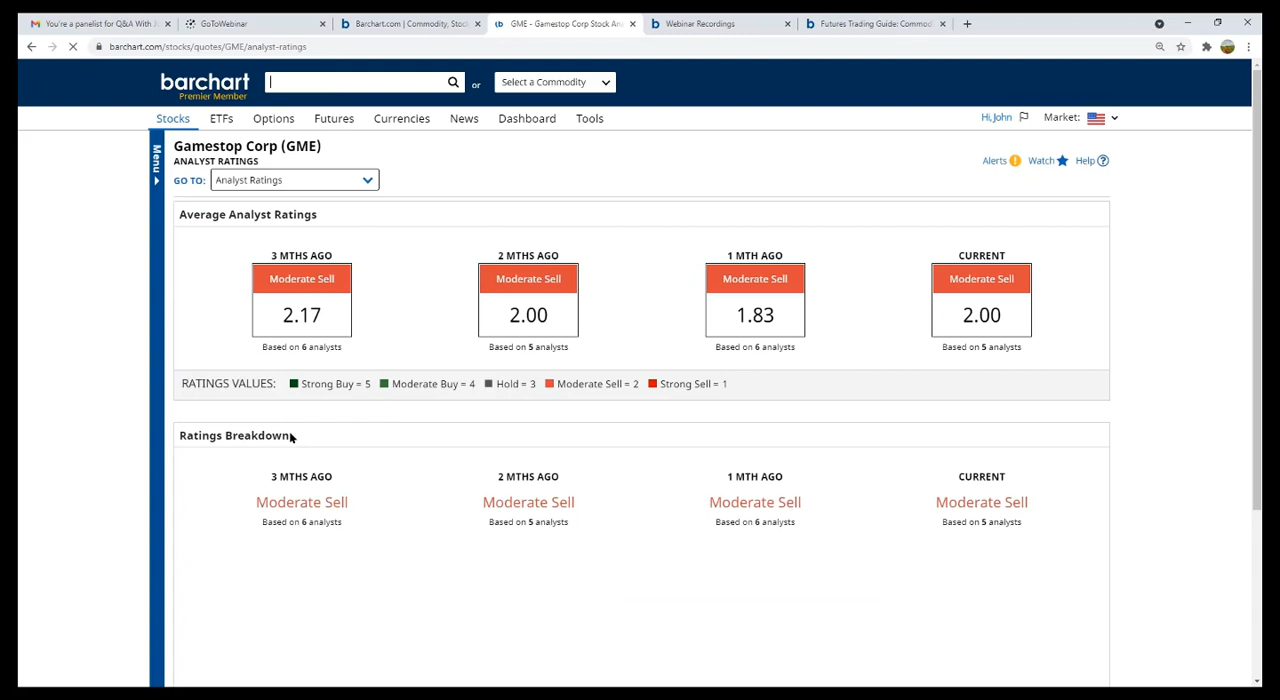 You're a panelist for Q&A With J
GoToWebinar
Barchart.com | Commodity, Stoc
GME - Gamestop Corp Stock An
Webinar Recordings
Futures Trading Guide: Commod
barchart.com/stocks/quotes/GME/analyst-ratings
barchart
Premier Member
or
Select a Commodity
Stocks ETFs Options Futures Currencies News Dashboard Tools
Hi, John
Market:
Menu
Gamestop Corp (GME)
ANALYST RATINGS
Alerts Watch Help
GO TO: Analyst Ratings
Average Analyst Ratings
3 MTHS AGO 2 MTHS AGO 1 MTH AGO CURRENT
Moderate Sell Moderate Sell Moderate Sell Moderate Sell
2.17 2.00 1.83 2.00
Based on 6 analysts Based on 5 analysts Based on 6 analysts Based on 5 analysts
RATINGS VALUES: Strong Buy = 5 Moderate Buy = 4 Hold = 3 Moderate Sell = 2 Strong Sell = 1
Ratings Breakdown
3 MTHS AGO 2 MTHS AGO 1 MTH AGO CURRENT
Moderate Sell Moderate Sell Moderate Sell Moderate Sell
Based on 6 analysts Based on 5 analysts Based on 6 analysts Based on 5 analysts